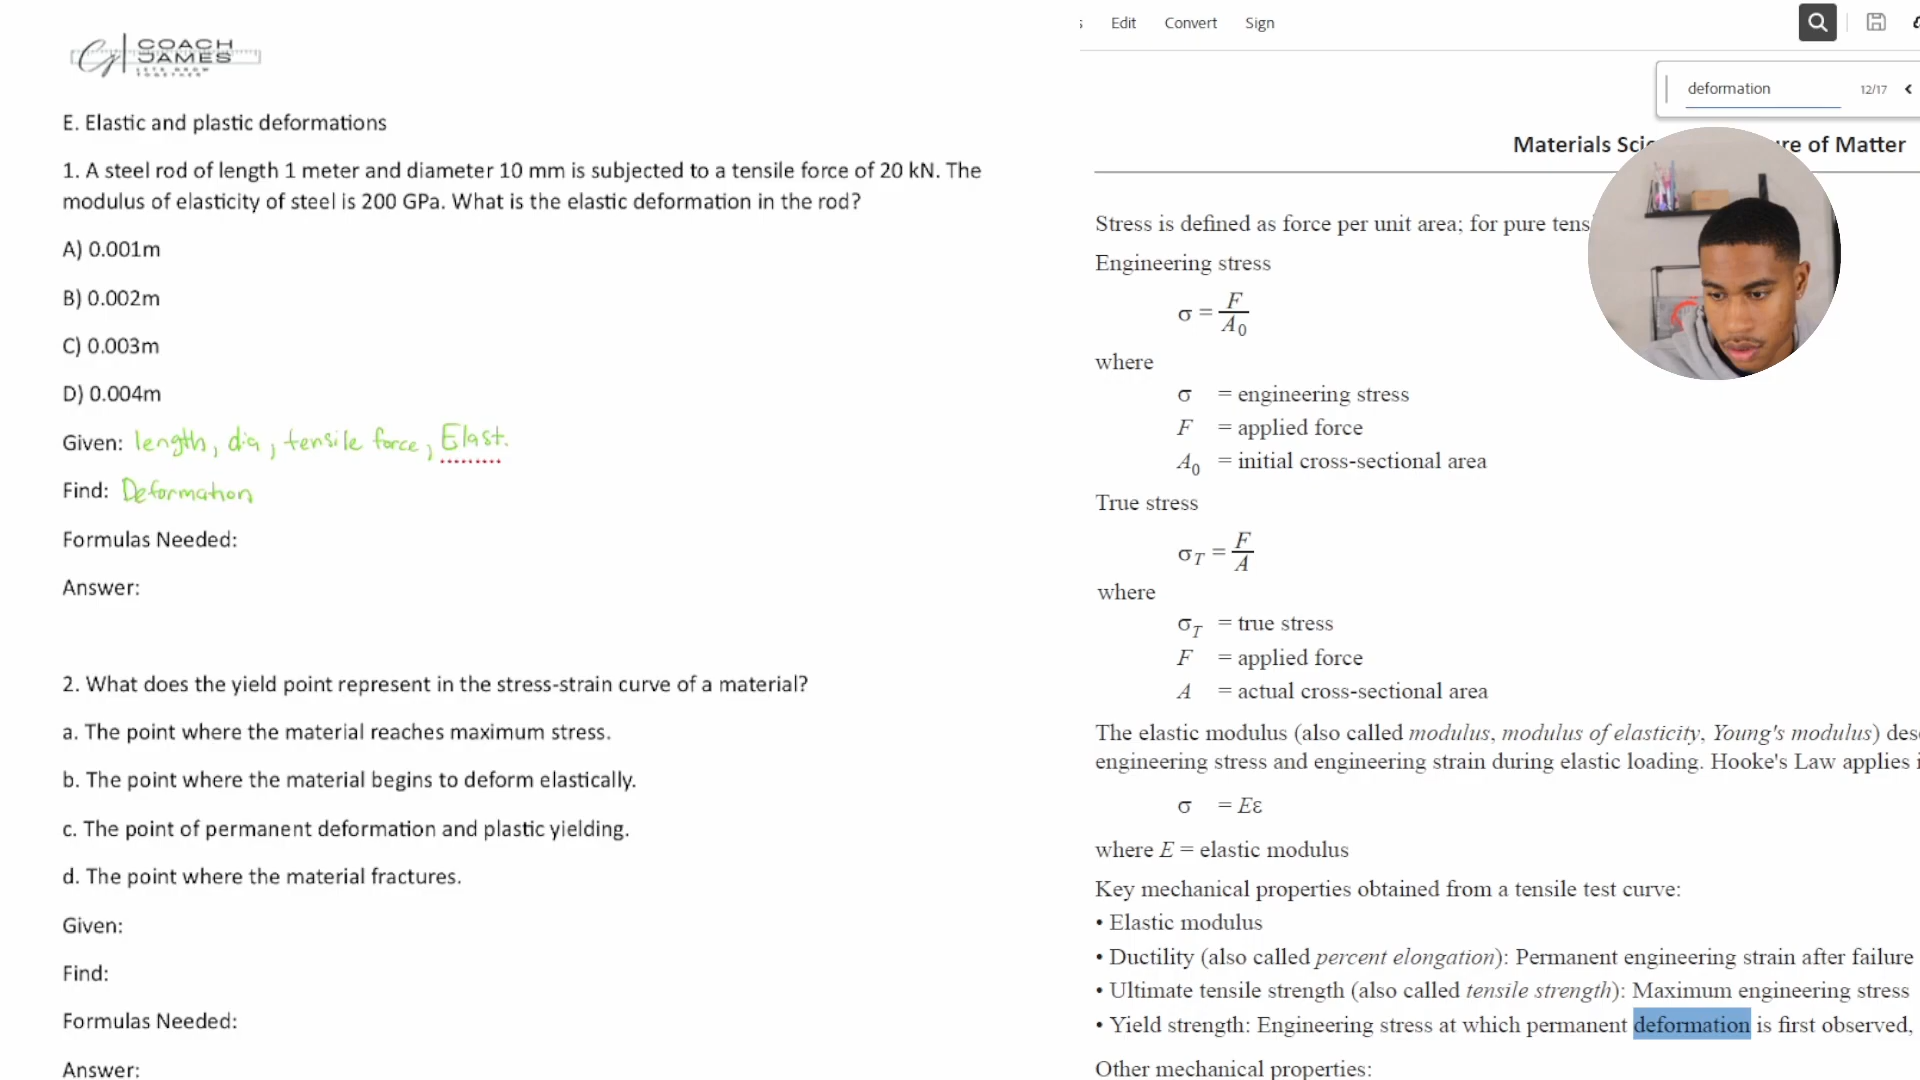 COACH
JAMES
LETS GROW
TOGETHER
E. Elastic and plastic deformations
1. A steel rod of length 1 meter and diameter 10 mm is subjected to a tensile force of 20 kN. The
modulus of elasticity of steel is 200 GPa. What is the elastic deformation in the rod?
A) 0.001m
B) 0.002m
C) 0.003m
D) 0.004m
Given: length, dia, tensile force, Elast.
Find: Deformation
Formulas Needed:
Answer:
2. What does the yield point represent in the stress-strain curve of a material?
a. The point where the material reaches maximum stress.
b. The point where the material begins to deform elastically.
c. The point of permanent deformation and plastic yielding.
d. The point where the material fractures.
Given:
Find:
Formulas Needed:
Answer:
Edit Convert Sign
deformation 12/17
Materials re of Matter
Stress is defined as force per unit area; for pure tens
Engineering stress
σ = F/A₀
where
σ = engineering stress
F = applied force
A₀ = initial cross-sectional area
True stress
σT = F/A
where
σT = true stress
F = applied force
A = actual cross-sectional area
The elastic modulus (also called modulus, modulus of elasticity, Young's modulus) des
engineering stress and engineering strain during elastic loading. Hooke's Law applies i
σ = Eε
where E = elastic modulus
Key mechanical properties obtained from a tensile test curve:
• Elastic modulus
• Ductility (also called percent elongation): Permanent engineering strain after failure
• Ultimate tensile strength (also called tensile strength): Maximum engineering stress
• Yield strength: Engineering stress at which permanent deformation is first observed,
Other mechanical properties: